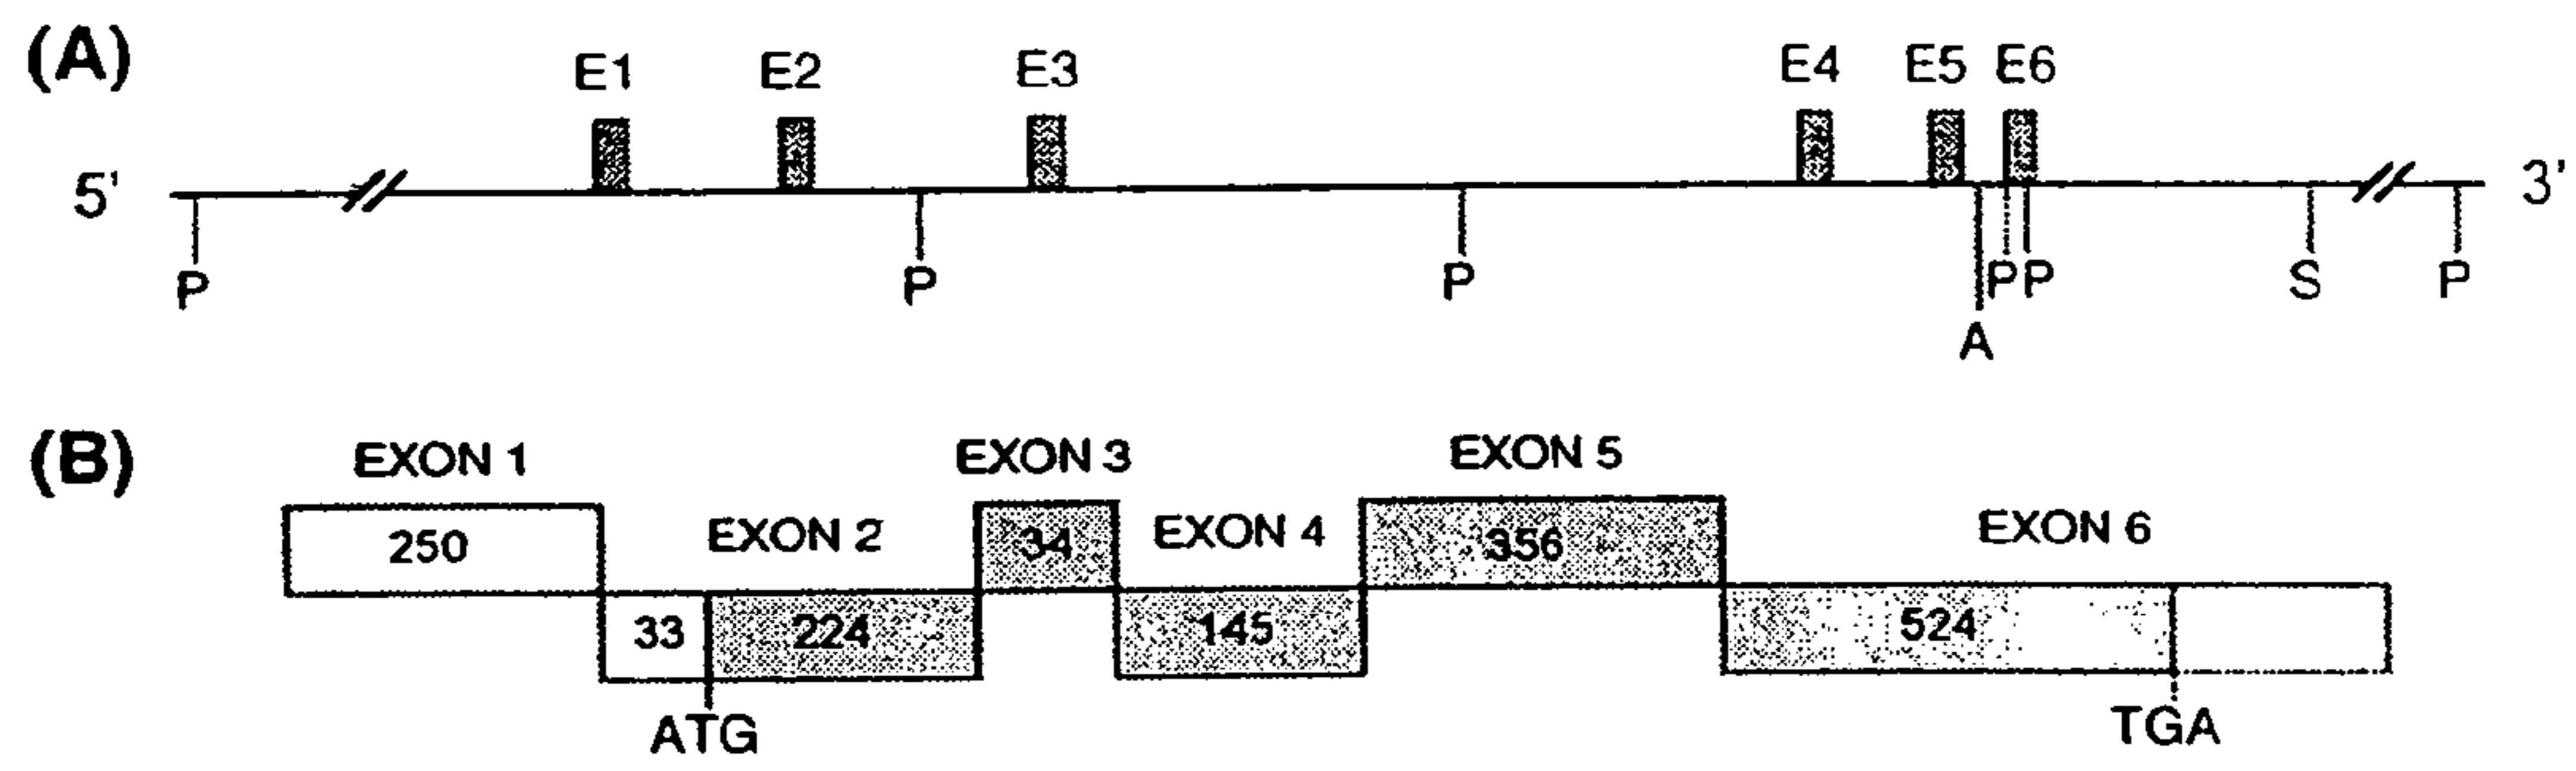 (A)
E1 E2 E3 E4 E5 E6
5' 3'
P P P P P S P
A
(B)
EXON 1 EXON 2 EXON 3 EXON 4 EXON 5 EXON 6
250 33 224 34 145 356 524
ATG TGA